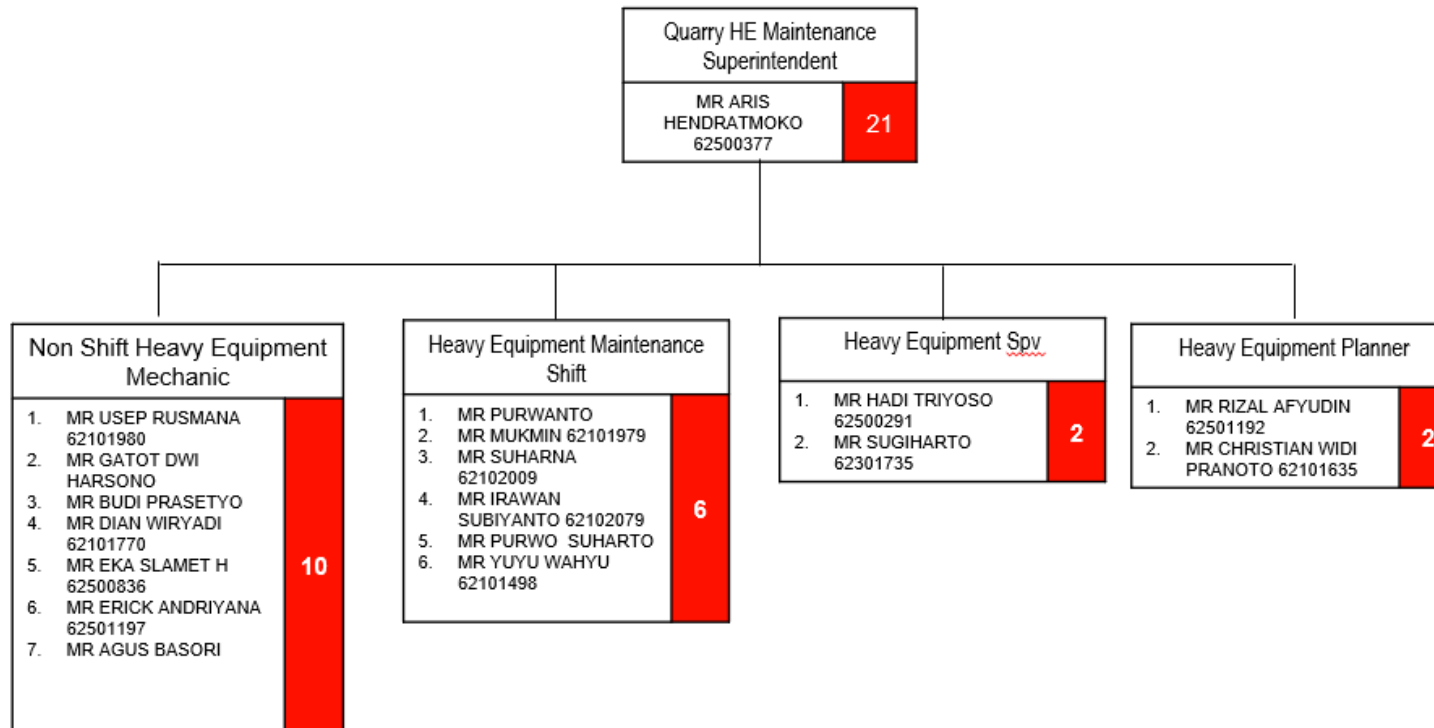 Quarry HE Maintenance
Superintendent
MR ARIS
HENDRATMOKO
62500377
21
Non Shift Heavy Equipment
Mechanic
1. MR USEP RUSMANA
62101980
2. MR GATOT DWI
HARSONO
3. MR BUDI PRASETYO
4. MR DIAN WIRYADI
62101770
5. MR EKA SLAMET H
62500836
6. MR ERICK ANDRIYANA
62501197
7. MR AGUS BASORI
10
Heavy Equipment Maintenance
Shift
1. MR PURWANTO
2. MR MUKMIN 62101979
3. MR SUHARNA
62102009
4. MR IRAWAN
SUBIYANTO 62102079
5. MR PURWO SUHARTO
6. MR YUYU WAHYU
62101498
6
Heavy Equipment Spv
1. MR HADI TRIYOSO
62500291
2. MR SUGIHARTO
62301735
2
Heavy Equipment Planner
1. MR RIZAL AFYUDIN
62501192
2. MR CHRISTIAN WIDI
PRANOTO 62101635
2